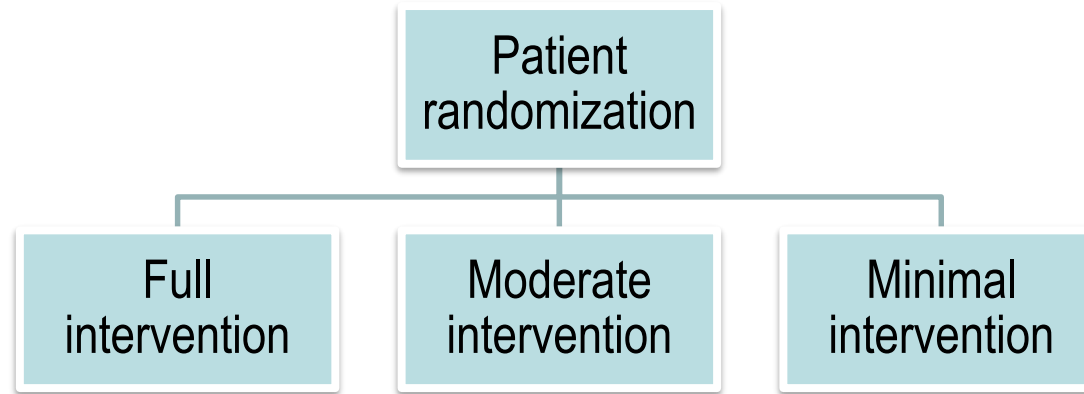 Patient
randomization
Full
intervention
Moderate
intervention
Minimal
intervention